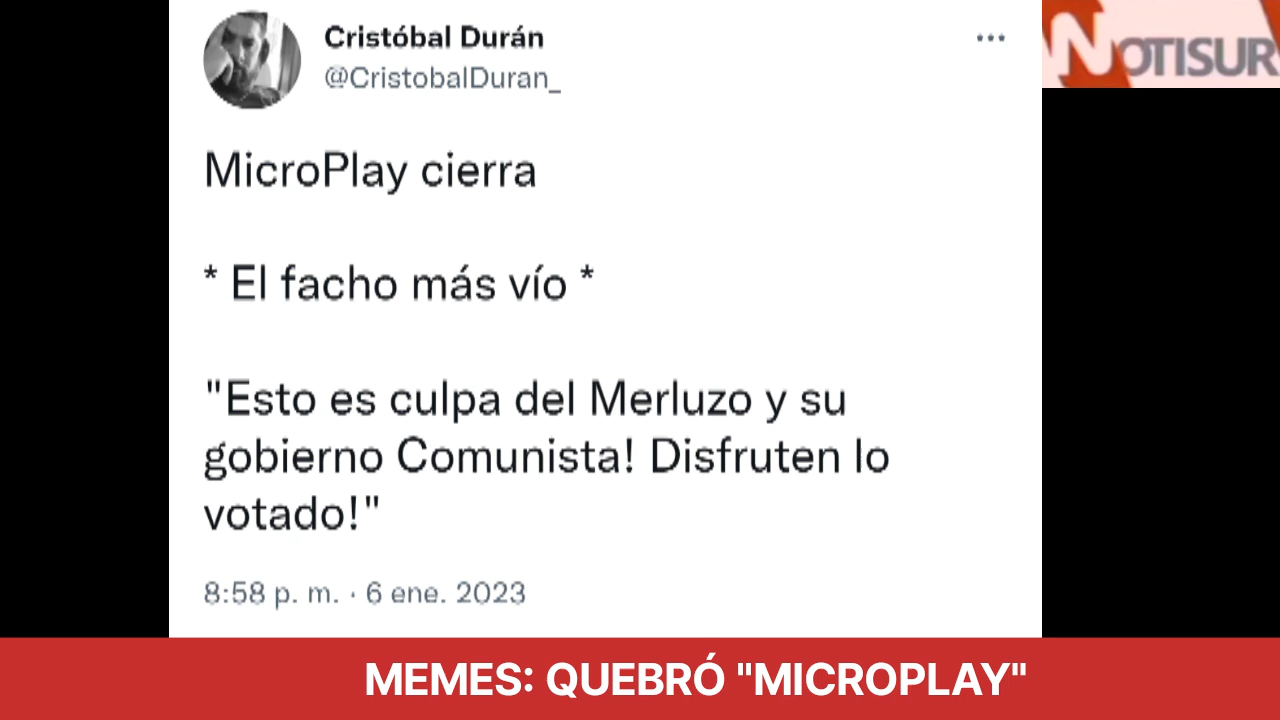 Cristóbal Durán
@CristobalDuran_
NOTISUR
MicroPlay cierra
* El facho más vío *
"Esto es culpa del Merluzo y su
gobierno Comunista! Disfruten lo
votado!"
8:58 p. m. · 6 ene. 2023
MEMES: QUEBRÓ "MICROPLAY"